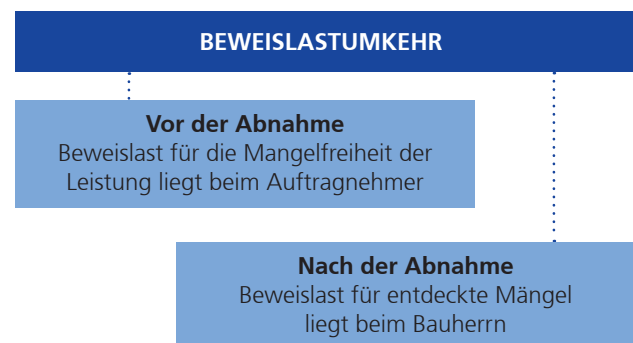 BEWEISLASTUMKEHR
Vor der Abnahme
Beweislast für die Mangelfreiheit der
Leistung liegt beim Auftragnehmer
Nach der Abnahme
Beweislast für entdeckte Mängel
liegt beim Bauherrn